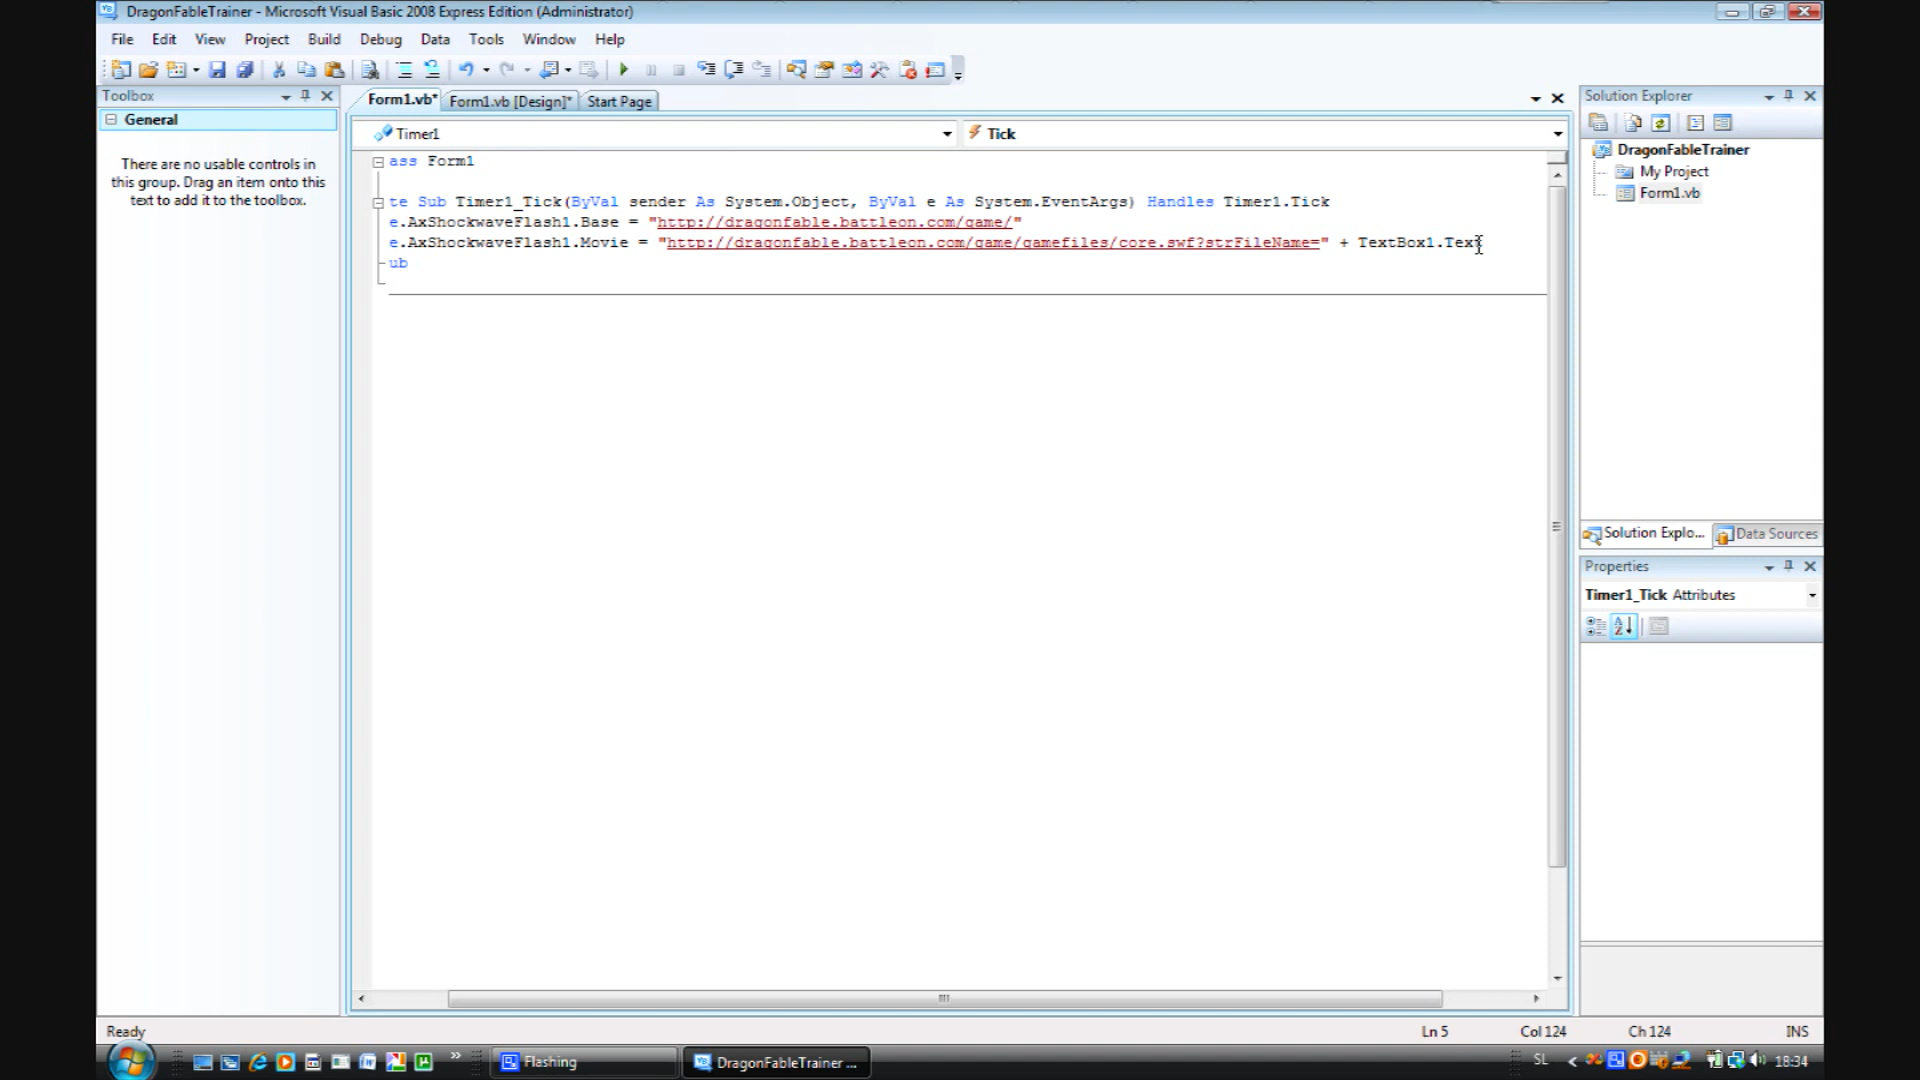 DragonFableTrainer - Microsoft Visual Basic 2008 Express Edition (Administrator)
File Edit View Project Build Debug Data Tools Window Help
Toolbox
General
There are no usable controls in
this group. Drag an item onto this
text to add it to the toolbox.
Form1.vb* Form1.vb [Design]* Start Page
Timer1 Tick
ass Form1
te Sub Timer1_Tick(ByVal sender As System.Object, ByVal e As System.EventArgs) Handles Timer1.Tick
e.AxShockwaveFlash1.Base = "http://dragonfable.battleon.com/game/"
e.AxShockwaveFlash1.Movie = "http://dragonfable.battleon.com/game/gamefiles/core.swf?strFileName=" + TextBox1.Text
ub
Solution Explorer
DragonFableTrainer
My Project
Form1.vb
Solution Explo... Data Sources
Properties
Timer1_Tick Attributes
Ready Ln 5 Col 124 Ch 124 INS
Flashing DragonFableTrainer ... SL 18:34